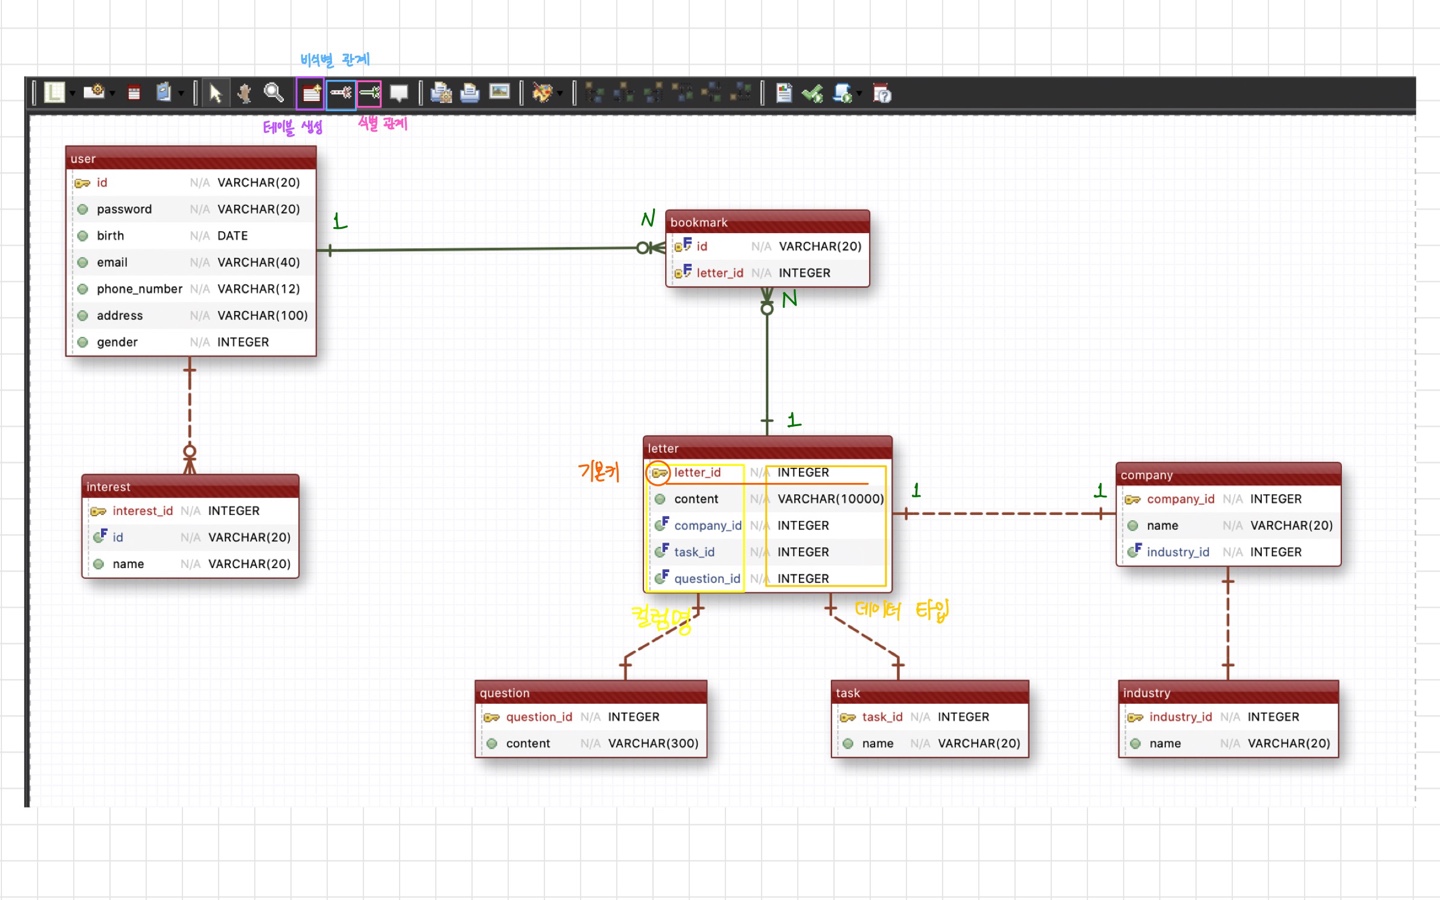 비식별 관계
테이블 생성
식별 관계
user
id N/A VARCHAR(20)
password N/A VARCHAR(20)
birth N/A DATE
email N/A VARCHAR(40)
phone_number N/A VARCHAR(12)
address N/A VARCHAR(100)
gender N/A INTEGER
1
N
bookmark
id N/A VARCHAR(20)
letter_id N/A INTEGER
N
1
interest
interest_id N/A INTEGER
id N/A VARCHAR(20)
name N/A VARCHAR(20)
기본키
letter
letter_id N/A INTEGER
content N/A VARCHAR(10000)
company_id N/A INTEGER
task_id N/A INTEGER
question_id N/A INTEGER
컬럼명
데이터 타입
1
1
company
company_id N/A INTEGER
name N/A VARCHAR(20)
industry_id N/A INTEGER
question
question_id N/A INTEGER
content N/A VARCHAR(300)
task
task_id N/A INTEGER
name N/A VARCHAR(20)
industry
industry_id N/A INTEGER
name N/A VARCHAR(20)